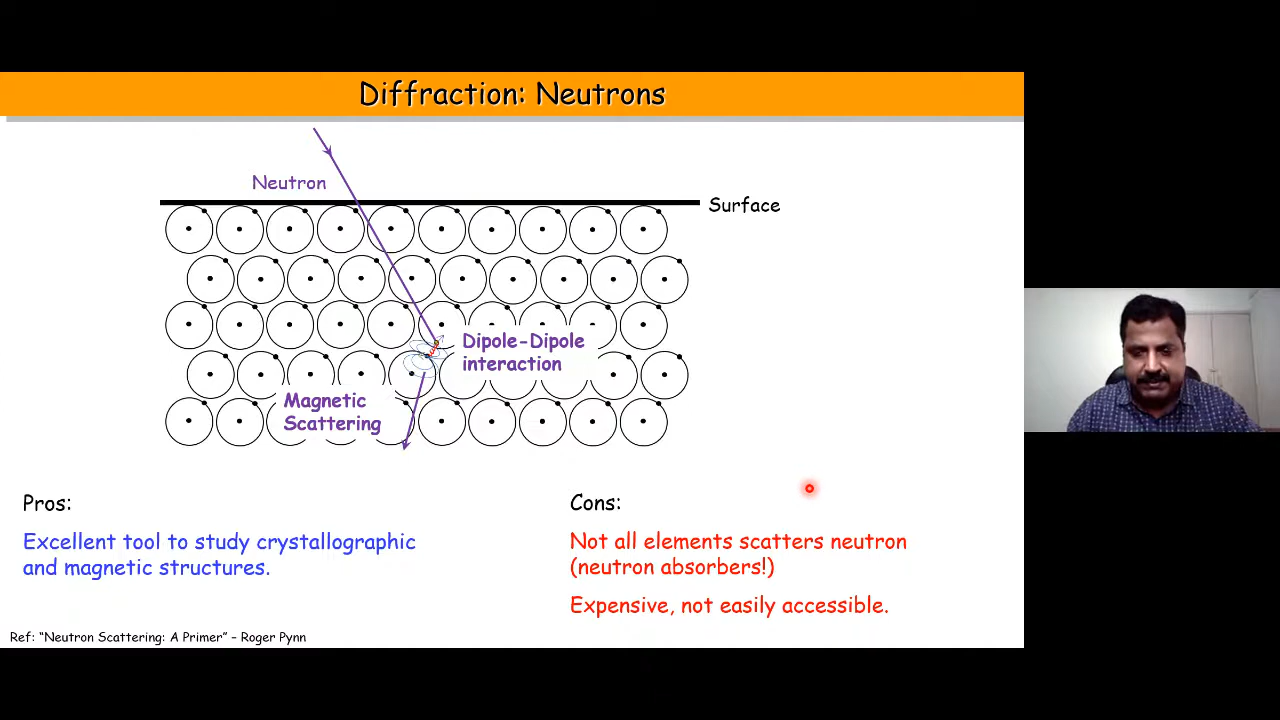 Diffraction: Neutrons
Neutron
Surface
Dipole-Dipole
interaction
Magnetic
Scattering
Pros:
Excellent tool to study crystallographic
and magnetic structures.
Cons:
Not all elements scatters neutron
(neutron absorbers!)
Expensive, not easily accessible.
Ref: “Neutron Scattering: A Primer” – Roger Pynn